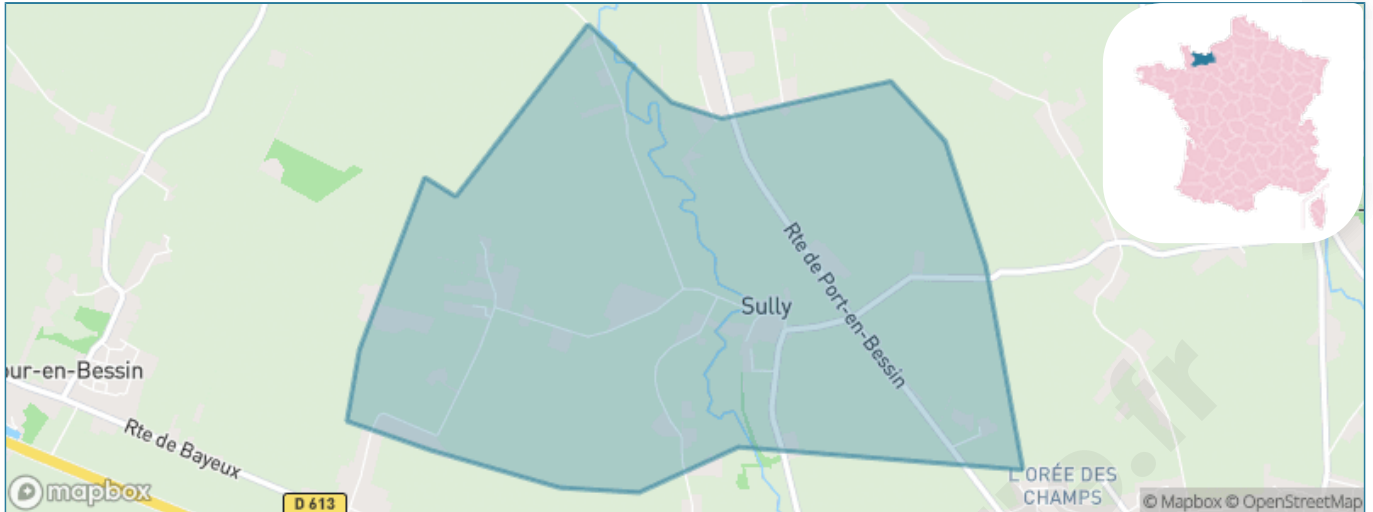 Rte de Port-en-Bessin
Sully
our-en-Bessin
Rte de Bayeux
L'ORÉE DES
CHAMPS
D 613
mapbox
© Mapbox © OpenStreetMap
.fr